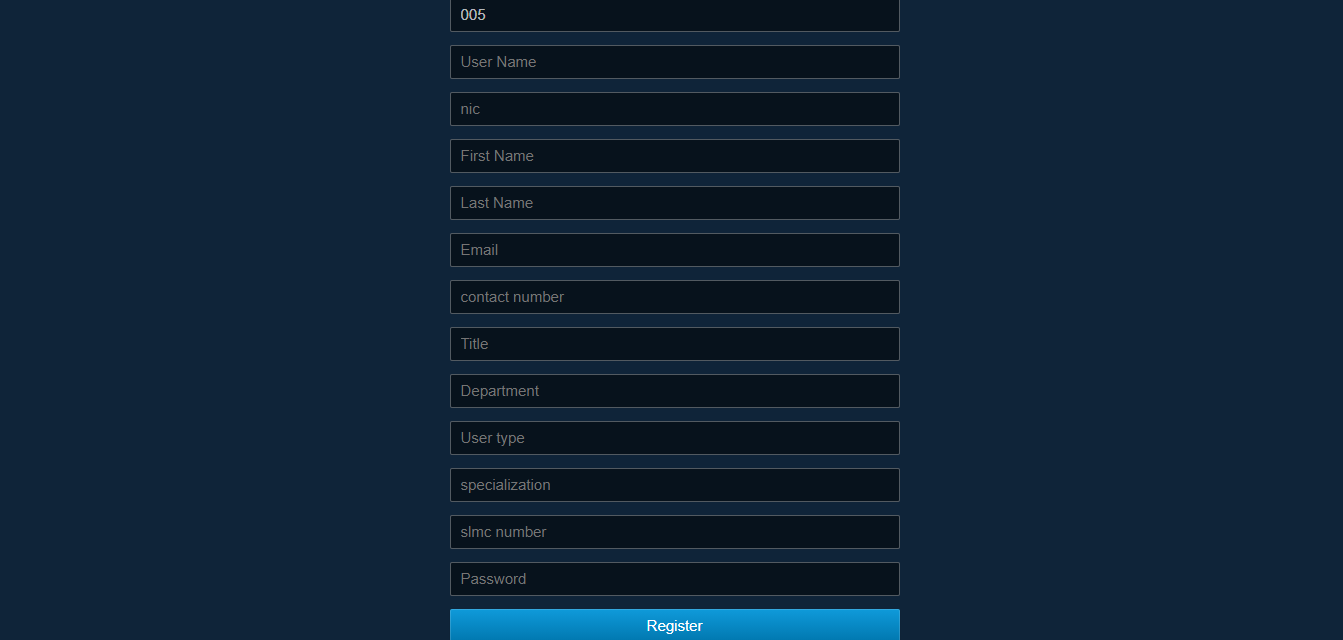 005
User Name
nic
First Name
Last Name
Email
contact number
Title
Department
User type
specialization
slmc number
Password
Register